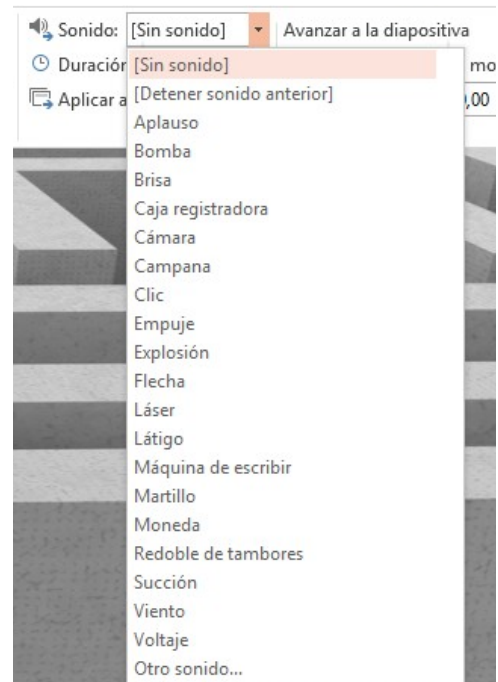 Sonido: [Sin sonido] Avanzar a la diapositiva
Duración
Aplicar a
mo
,00
[Sin sonido]
[Detener sonido anterior]
Aplauso
Bomba
Brisa
Caja registradora
Cámara
Campana
Clic
Empuje
Explosión
Flecha
Láser
Látigo
Máquina de escribir
Martillo
Moneda
Redoble de tambores
Succión
Viento
Voltaje
Otro sonido...